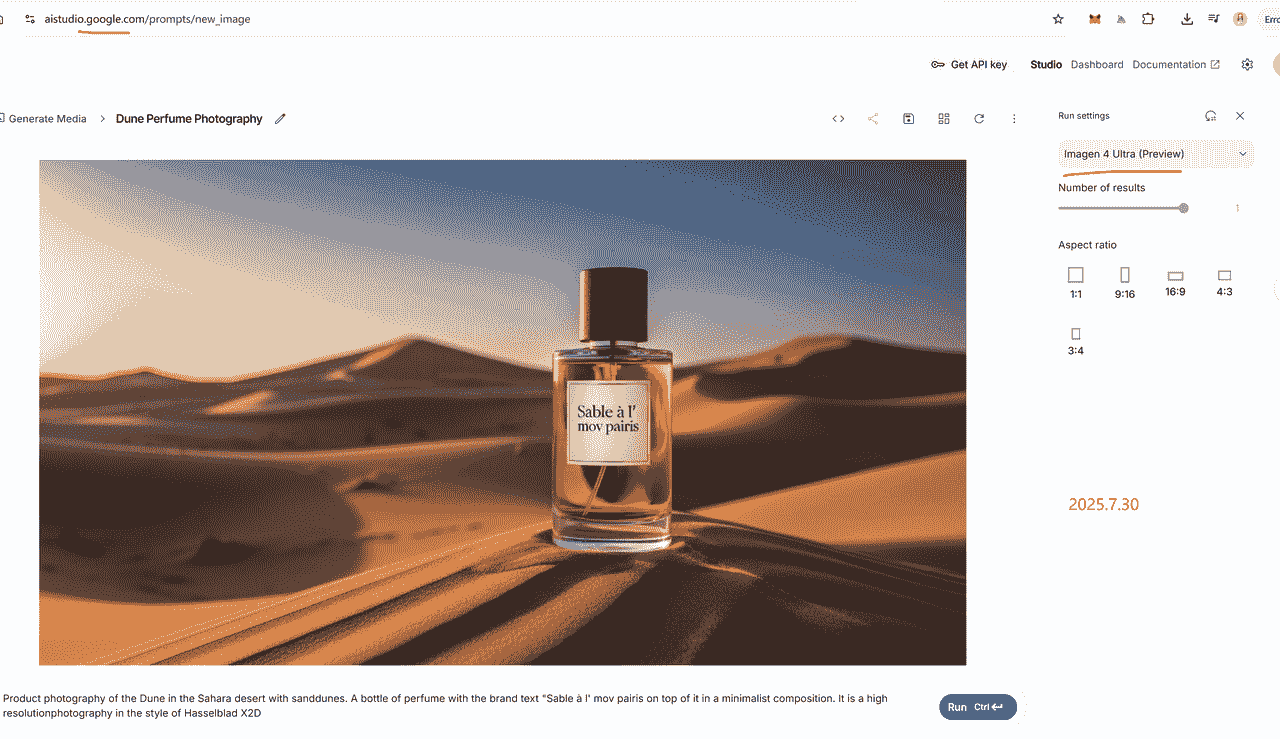 aistudio.google.com/prompts/new_image
Get API key
Studio
Dashboard
Documentation
Generate Media
Dune Perfume Photography
Run settings
Imagen 4 Ultra (Preview)
Number of results
1
Aspect ratio
1:1
9:16
16:9
4:3
3:4
Sable à l'
mov pairis
2025.7.30
Product photography of the Dune in the Sahara desert with sanddunes. A bottle of perfume with the brand text "Sable à l' mov pairis on top of it in a minimalist composition. It is a high
resolutionphotography in the style of Hasselblad X2D
Run Ctrl